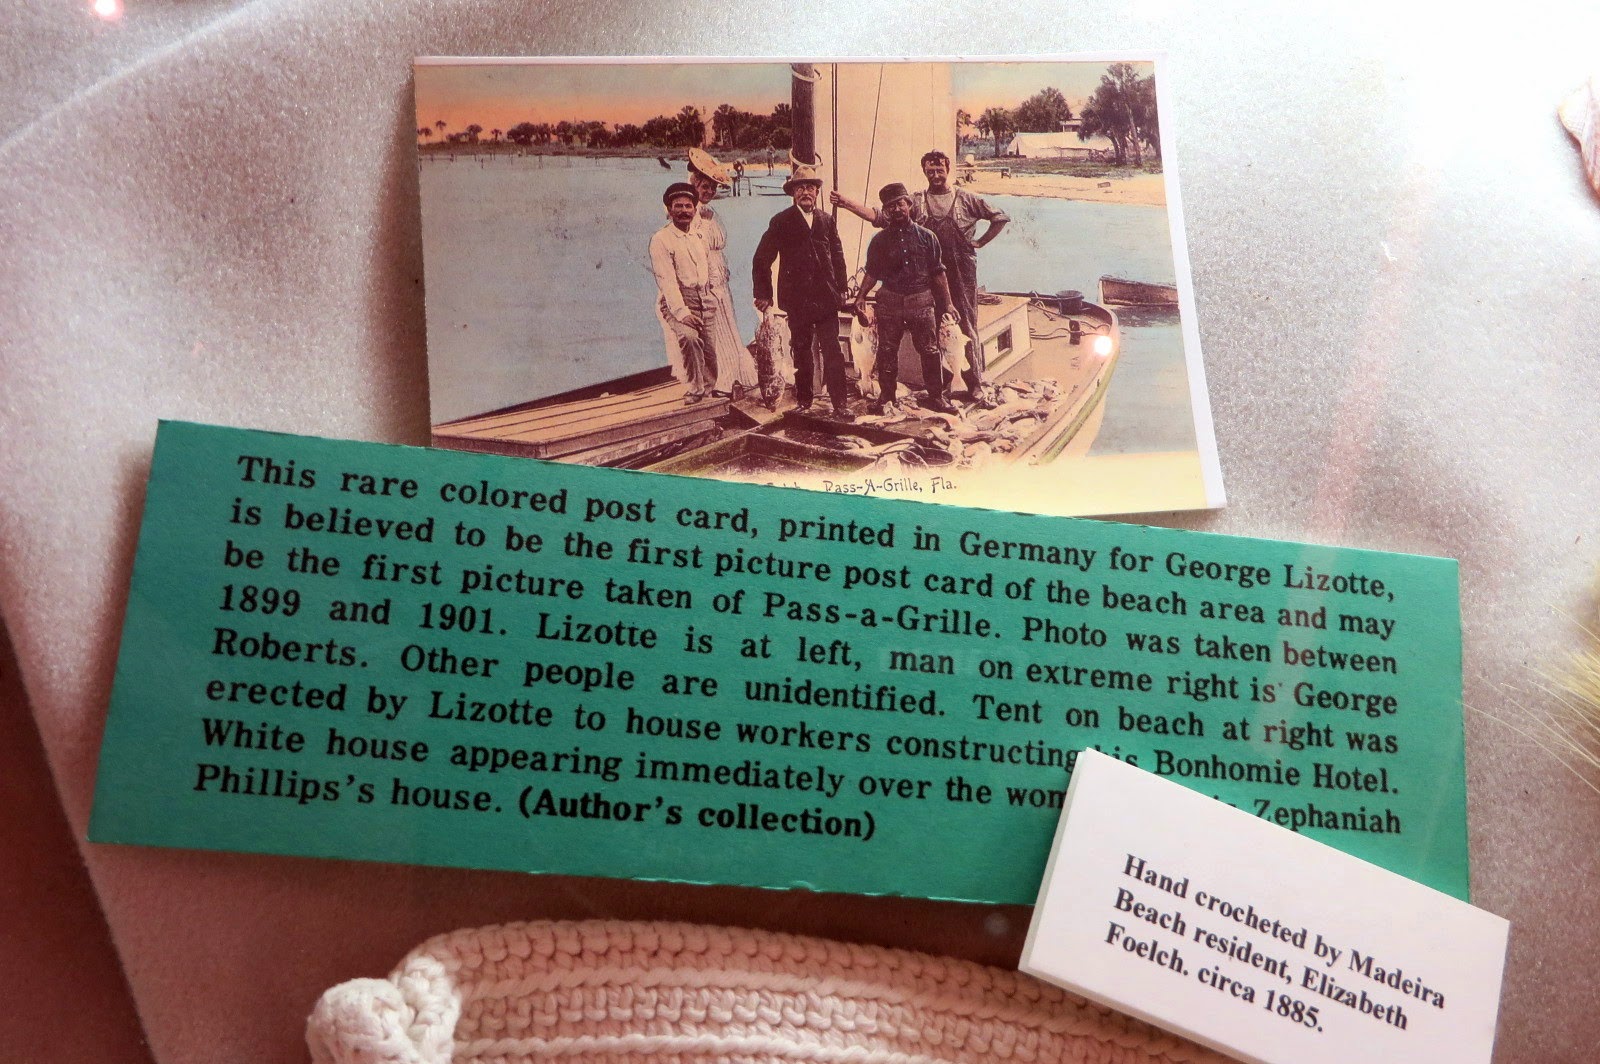 Pass-A-Grille, Fla.
This rare colored post card, printed in Germany for George Lizotte,
is believed to be the first picture post card of the beach area and may
be the first picture taken of Pass-a-Grille. Photo was taken between
1899 and 1901. Lizotte is at left, man on extreme right is George
Roberts. Other people are unidentified. Tent on beach at right was
erected by Lizotte to house workers constructing his Bonhomie Hotel.
White house appearing immediately over the Zephaniah
Phillips's house. (Author's collection)
Hand crocheted by Madeira
Beach resident, Elizabeth
Foelch. circa 1885.